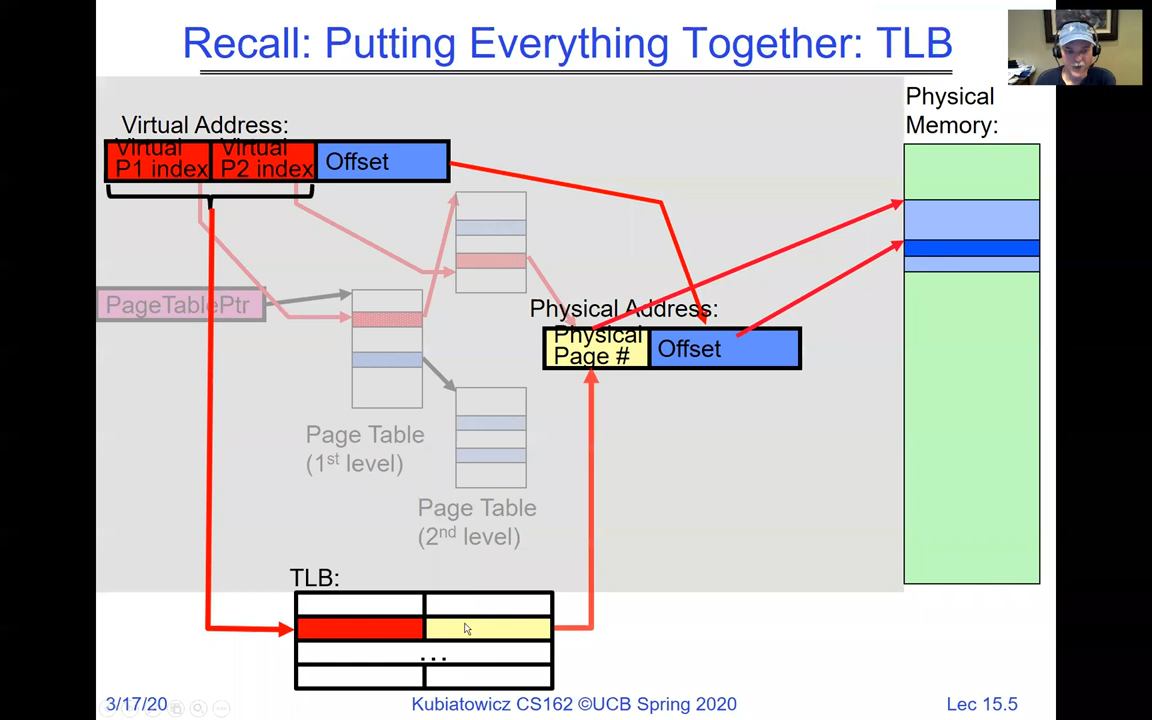 Recall: Putting Everything Together: TLB
Physical
Memory:
Virtual Address:
Virtual
P1 index
Virtual
P2 index
Offset
PageTablePtr
Physical Address:
Physical
Page #
Offset
Page Table
(1st level)
Page Table
(2nd level)
TLB:
...
3/17/20
Kubiatowicz CS162 ©UCB Spring 2020
Lec 15.5